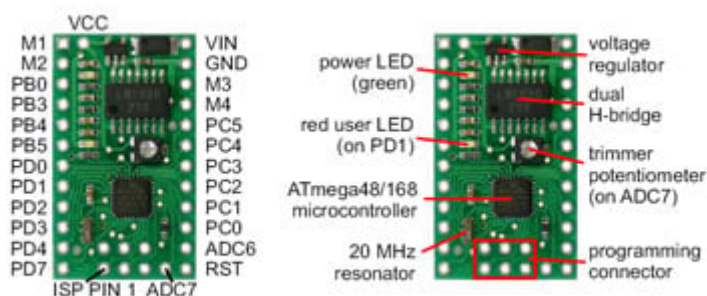 VCC
M1
M2
PB0
PB3
PB4
PB5
PD0
PD1
PD2
PD3
PD4
PD7
VIN
GND
M3
M4
PC5
PC4
PC3
PC2
PC1
PC0
ADC6
RST
ISP PIN 1 ADC7
power LED
(green)
red user LED
(on PD1)
ATmega48/168
microcontroller
20 MHz
resonator
voltage
regulator
dual
H-bridge
trimmer
potentiometer
(on ADC7)
programming
connector